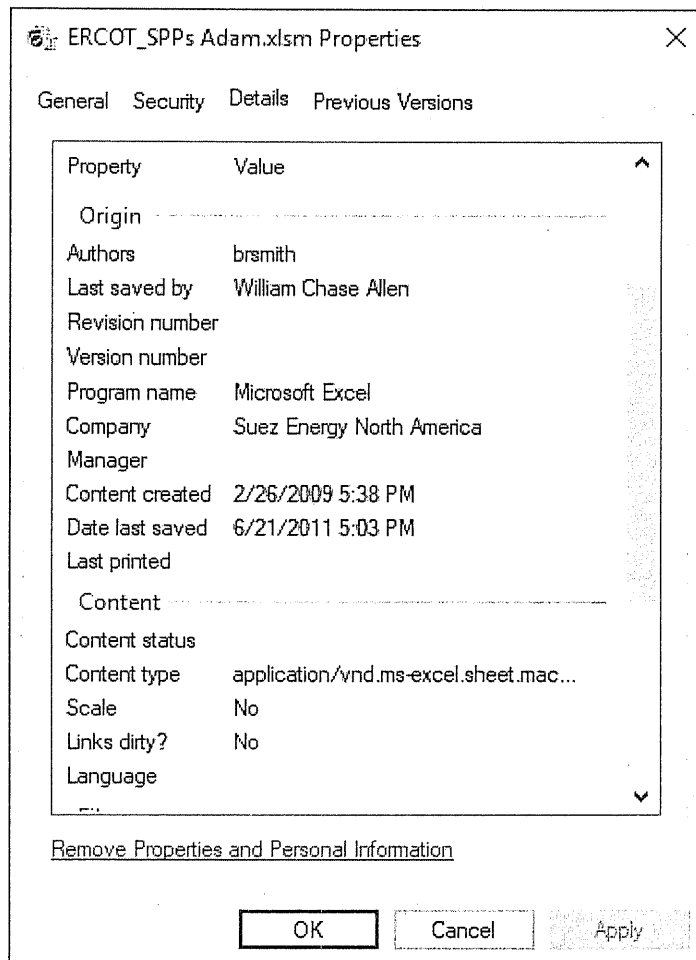 ERCOT_SPPs Adam.xlsm Properties
General Security Details Previous Versions
Property Value
Origin
Authors brsmith
Last saved by William Chase Allen
Revision number
Version number
Program name Microsoft Excel
Company Suez Energy North America
Manager
Content created 2/26/2009 5:38 PM
Date last saved 6/21/2011 5:03 PM
Last printed
Content
Content status
Content type application/vnd.ms-excel.sheet.mac...
Scale No
Links dirty? No
Language
Remove Properties and Personal Information
OK Cancel Apply